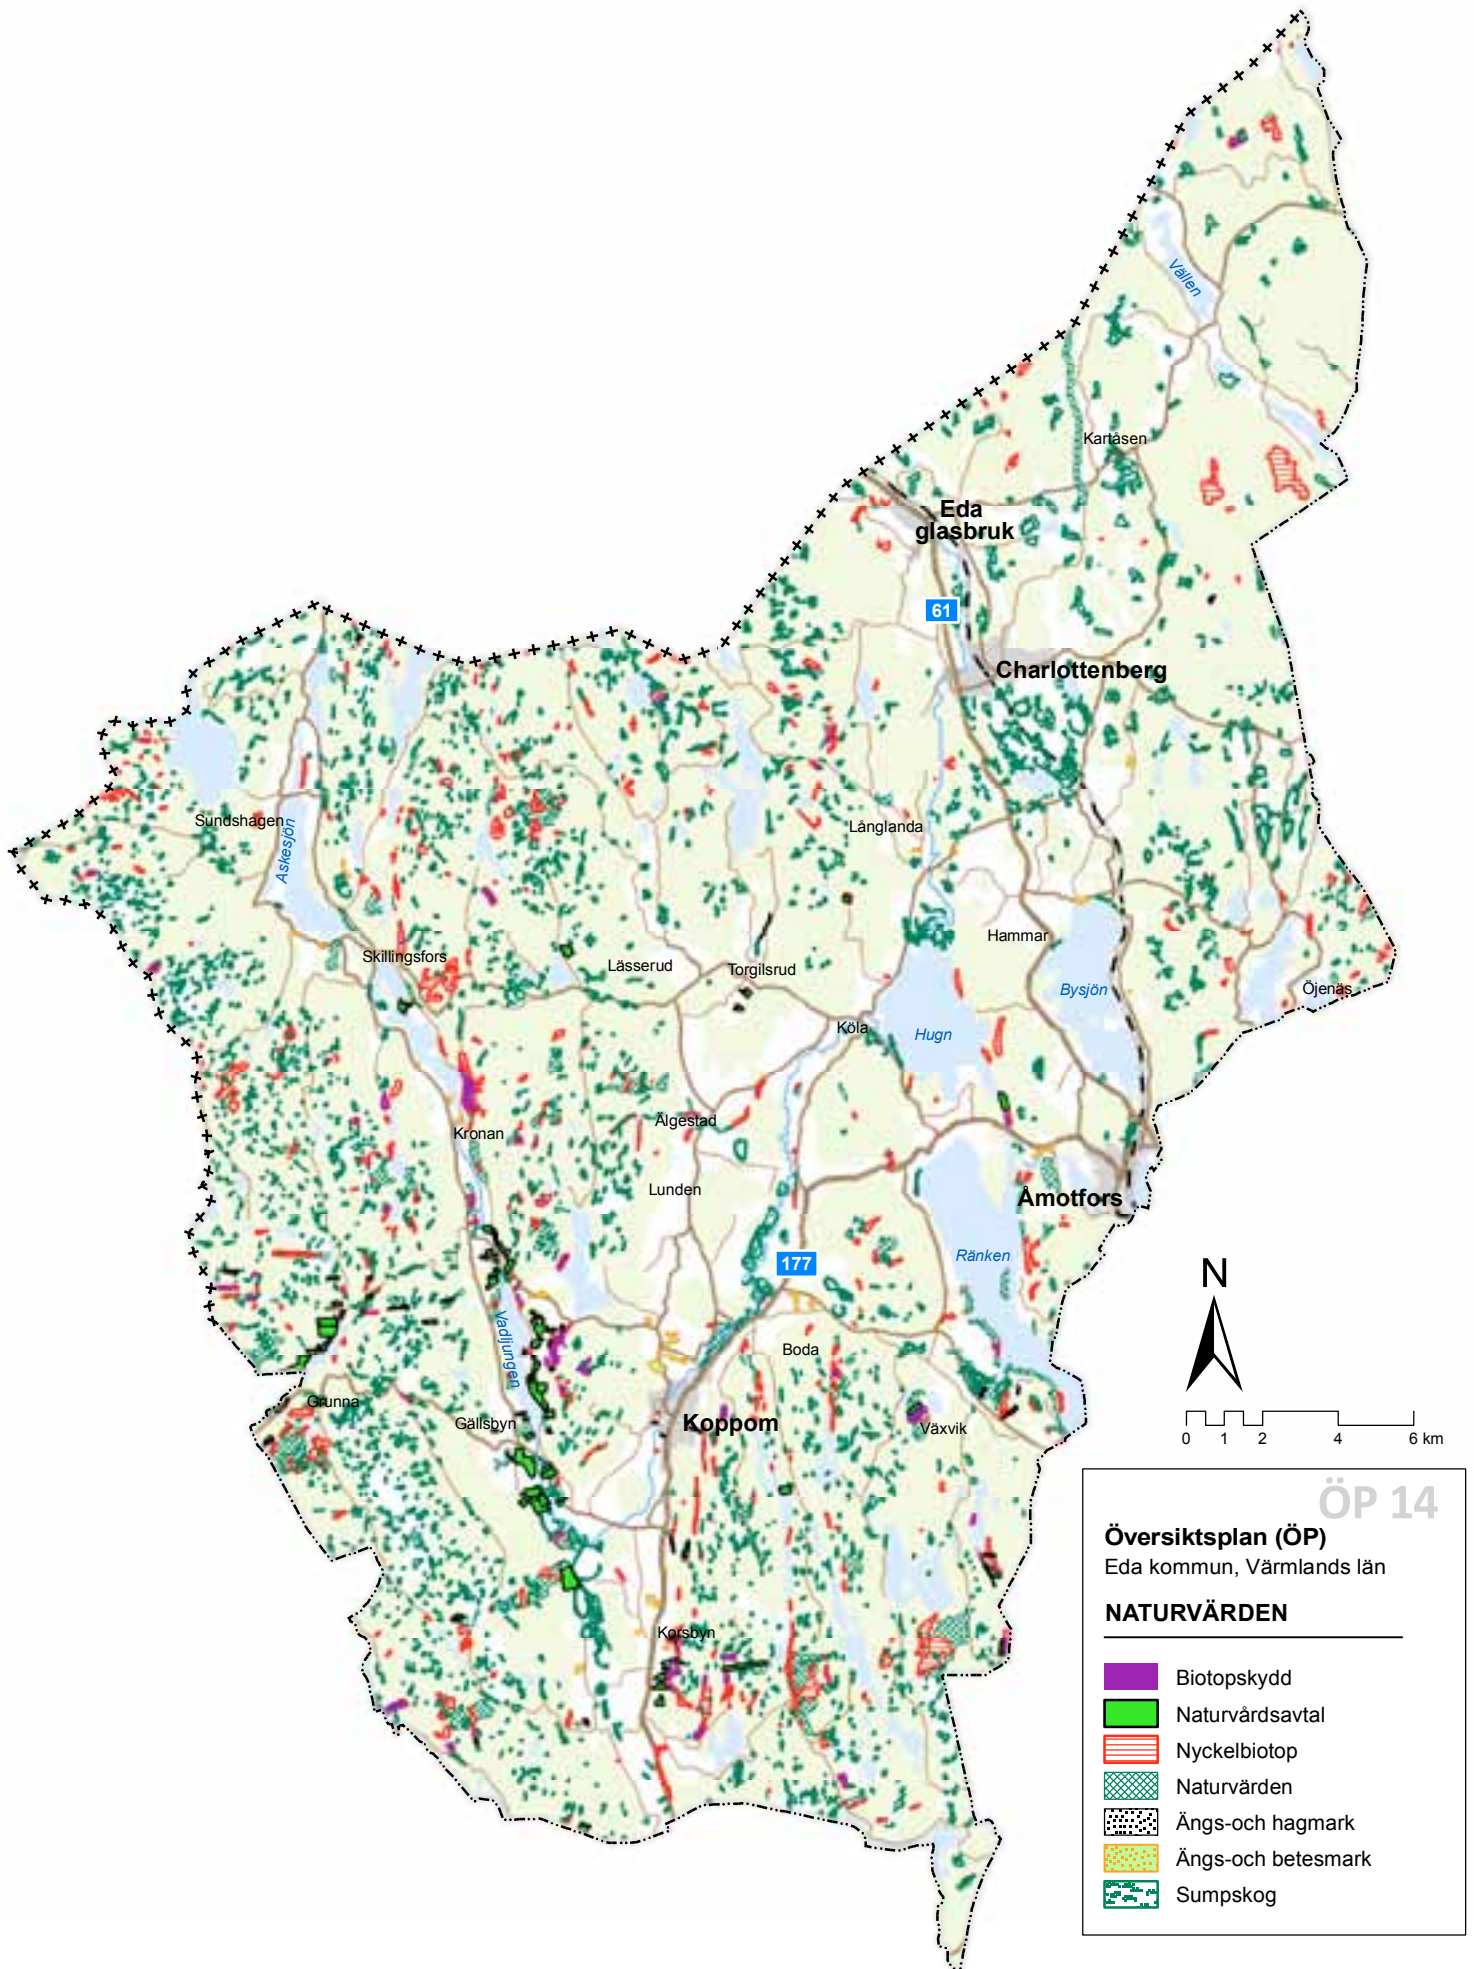 Vällen
Kartåsen
Eda
glasbruk
61
Charlottenberg
Sundshagen
Askesjön
Långlanda
Hammar
Skillingsfors
Lässerud
Torgilsrud
Bysjön
Öjenäs
Köla
Hugn
Älgestad
Kronan
Lunden
Åmotfors
177
Ränken
N
Vadljungen
Boda
Grunna
Gällsbyn
Koppom
Växvik
0 1 2 4 6 km
ÖP 14
Översiktsplan (ÖP)
Eda kommun, Värmlands län
NATURVÄRDEN
Korsbyn
Biotopskydd
Naturvårdsavtal
Nyckelbiotop
Naturvärden
Ängs-och hagmark
Ängs-och betesmark
Sumpskog